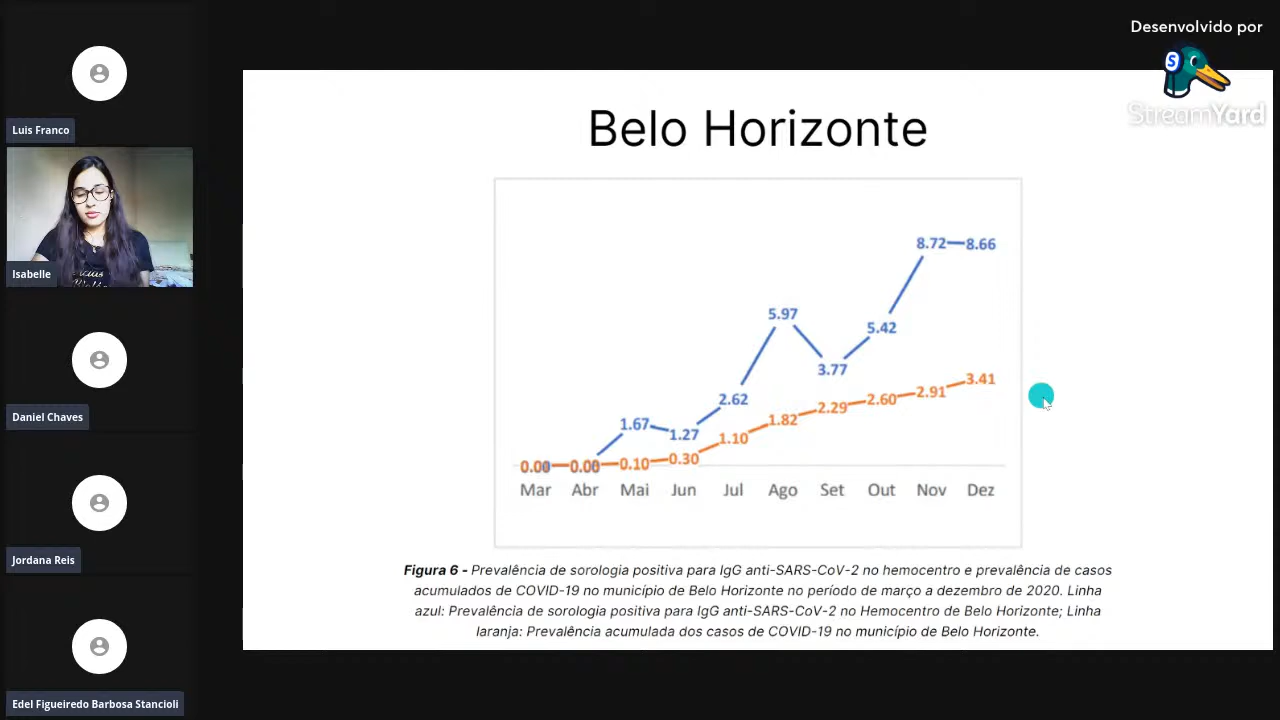 Desenvolvido por
StreamYard
Luis Franco
Isabelle
Daniel Chaves
Jordana Reis
Edel Figueiredo Barbosa Stancioli
Belo Horizonte
8.72 8.66
5.97
5.42
3.77
2.62
1.67 1.27
0.00 0.00 0.10 0.30 1.10 1.82 2.29 2.60 2.91 3.41
Mar Abr Mai Jun Jul Ago Set Out Nov Dez
Figura 6 - Prevalência de sorologia positiva para IgG anti-SARS-CoV-2 no hemocentro e prevalência de casos
acumulados de COVID-19 no município de Belo Horizonte no período de março a dezembro de 2020. Linha
azul: Prevalência de sorologia positiva para IgG anti-SARS-CoV-2 no Hemocentro de Belo Horizonte; Linha
laranja: Prevalência acumulada dos casos de COVID-19 no município de Belo Horizonte.